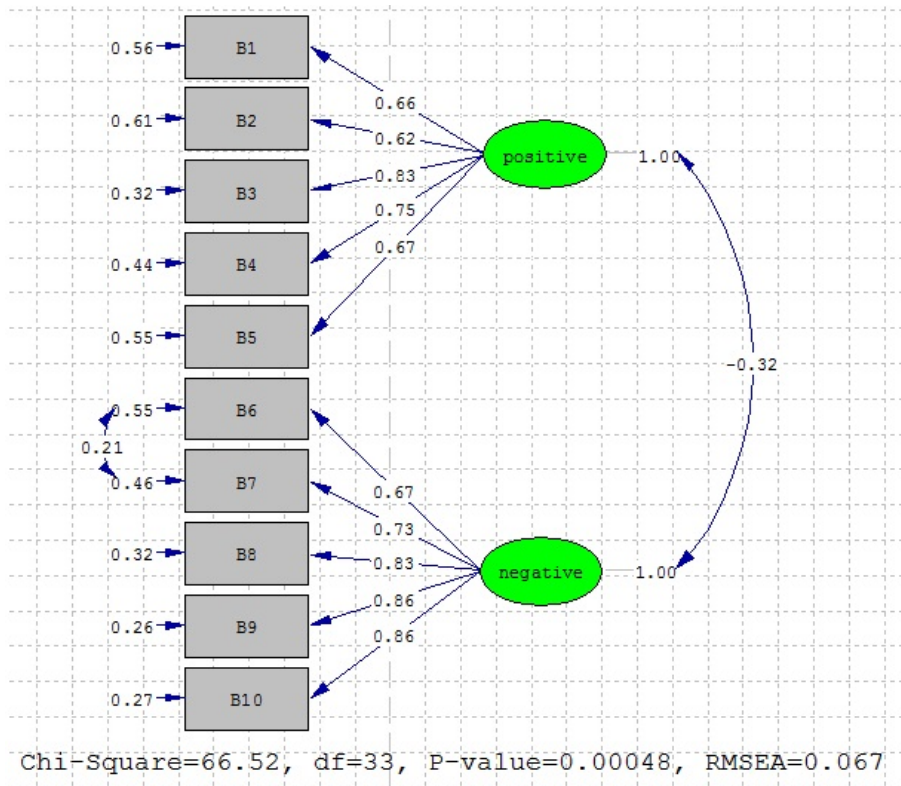 0.56 B1
0.66
0.61 B2
0.62
positive 1.00
0.83
0.32 B3
0.75
0.67
0.44 B4
0.55 B5
-0.32
0.55 B6
0.21
0.46 B7
0.67
0.73
0.32 B8
0.83
negative 1.00
0.86
0.26 B9
0.86
0.27 B10
Chi-Square=66.52, df=33, P-value=0.00048, RMSEA=0.067